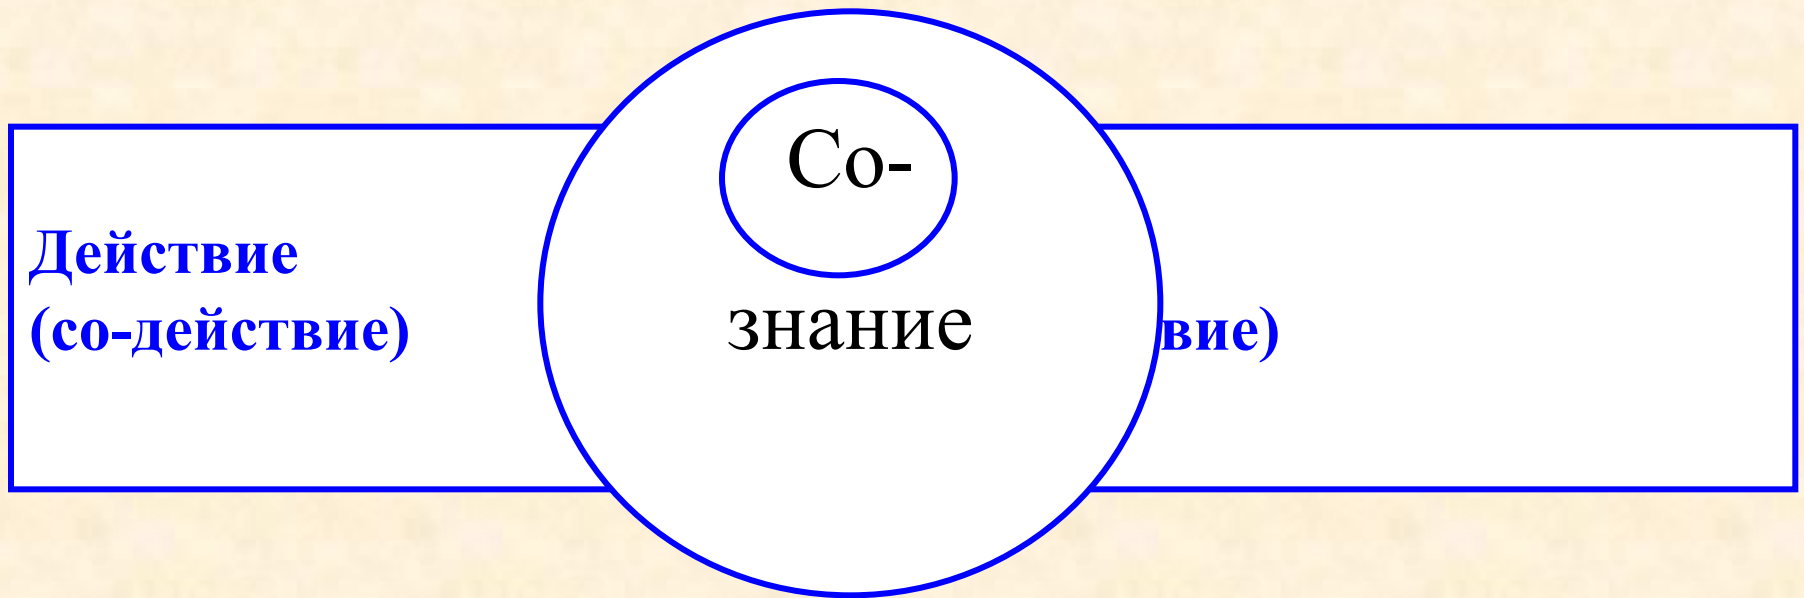 Со-
Действие
(со-действие) знание вие)